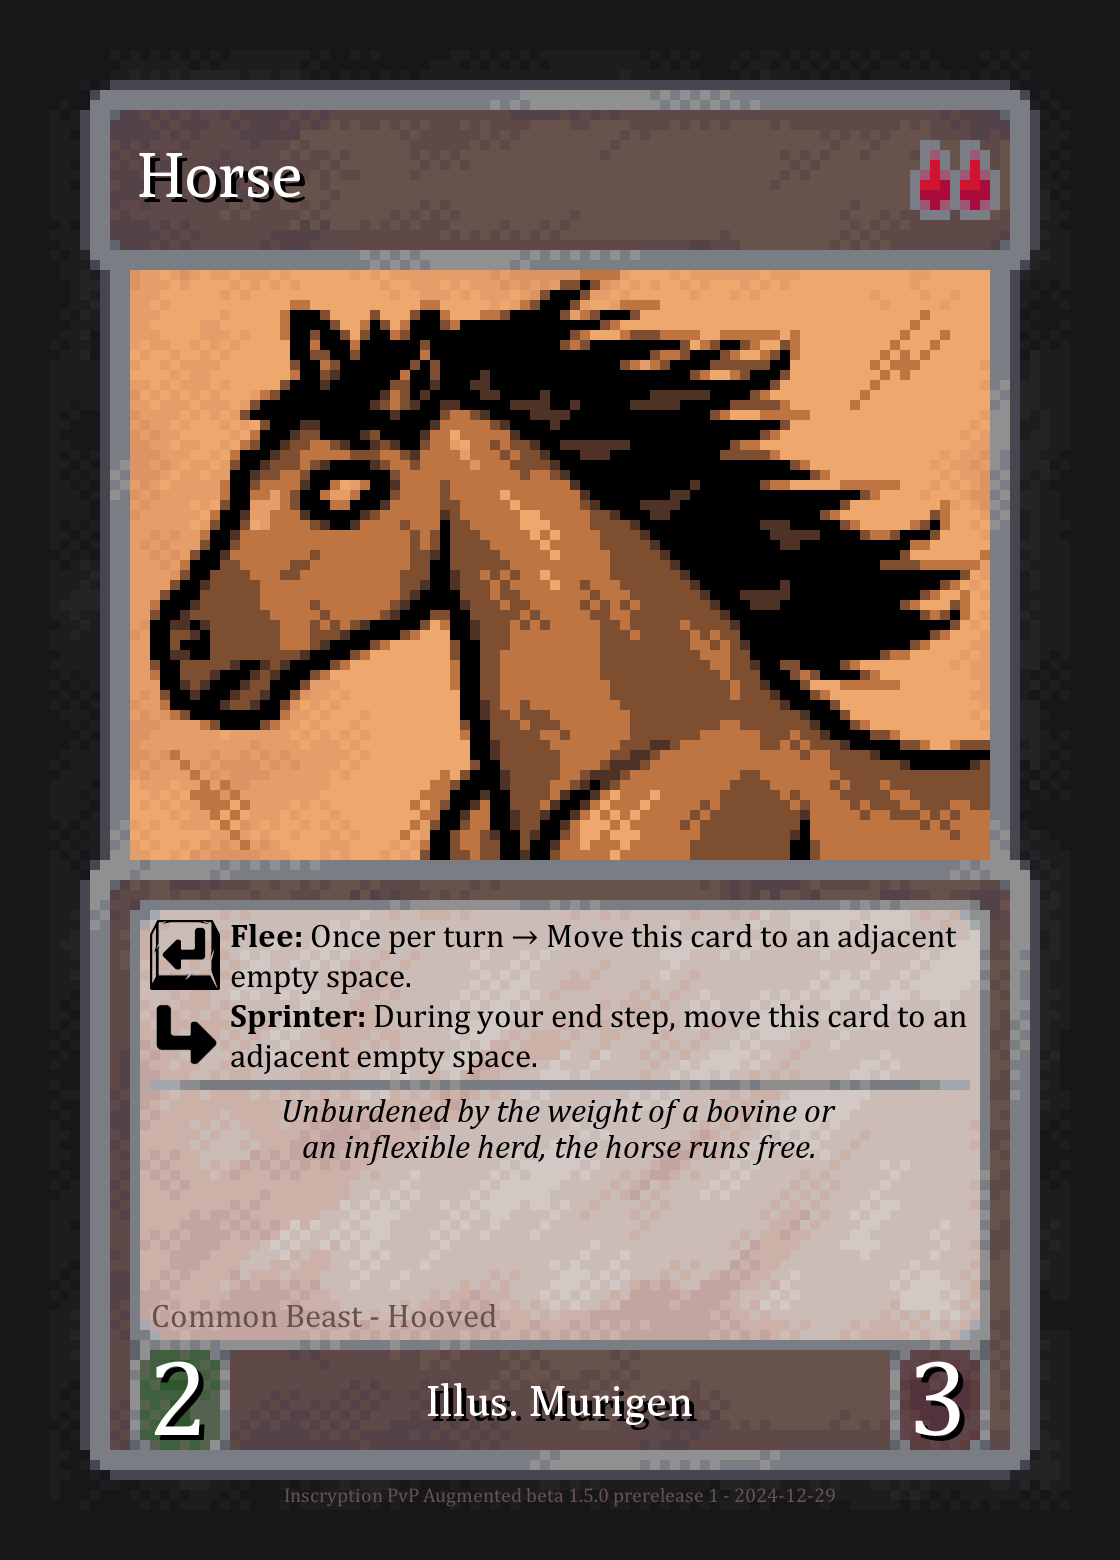 Horse
Flee: Once per turn → Move this card to an adjacent
empty space.
Sprinter: During your end step, move this card to an
adjacent empty space.
Unburdened by the weight of a bovine or
an inflexible herd, the horse runs free.
Common Beast - Hooved
2
Illus. Murigen
3
Inscryption PvP Augmented beta 1.5.0 prerelease 1 - 2024-12-29